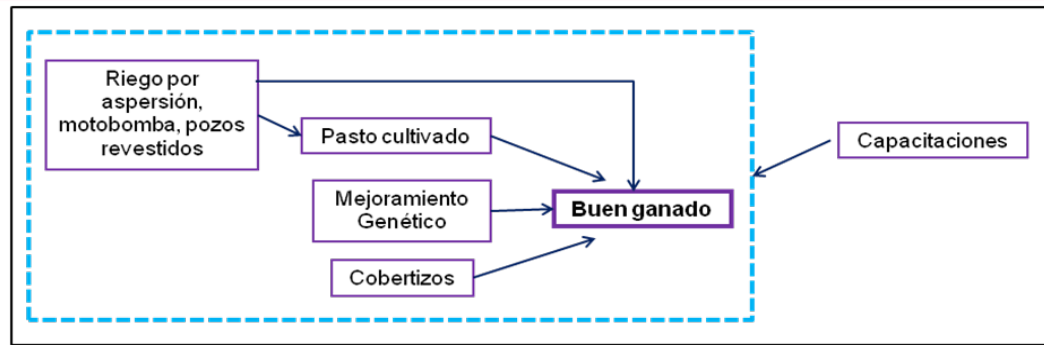 Riego por
aspersión,
motobomba, pozos
revestidos
Pasto cultivado
Capacitaciones
Mejoramiento
Genético
Buen ganado
Cobertizos